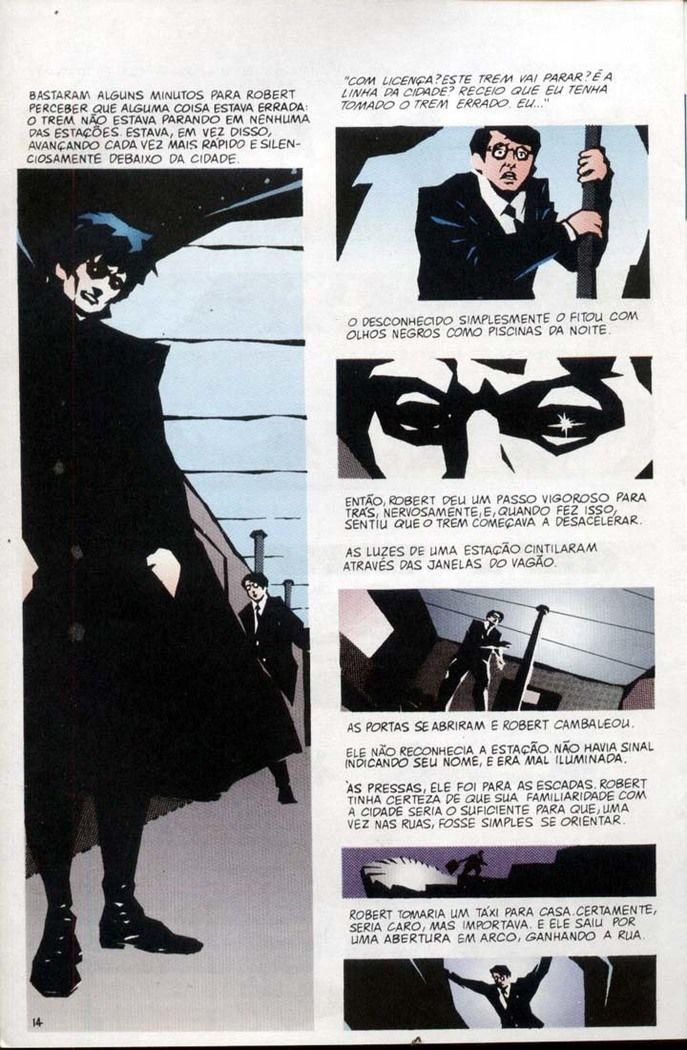 BASTARAM ALGUNS MINUTOS PARA ROBERT
PERCEBER QUE ALGUMA COISA ESTAVA ERRADA:
O TREM NÃO ESTAVA PARANDO EM NENHUMA
DAS ESTAÇÕES. ESTAVA, EM VEZ DISSO,
AVANÇANDO CADA VEZ MAIS RÁPIDO E SILEN-
CIOSAMENTE DEBAIXO DA CIDADE.
"COM LICENÇA? ESTE TREM VAI PARAR? É A
LINHA DA CIDADE? RECEIO QUE EU TENHA
TOMADO O TREM ERRADO. EU..."
O DESCONHECIDO SIMPLESMENTE O FITOU COM
OLHOS NEGROS COMO PISCINAS DA NOITE.
ENTÃO, ROBERT DEU UM PASSO VIGOROSO PARA
TRÁS, NERVOSAMENTE, E, QUANDO FEZ ISSO,
SENTIU QUE O TREM COMEÇAVA A DESACELERAR.
AS LUZES DE UMA ESTAÇÃO CINTILARAM
ATRAVÉS DAS JANELAS DO VAGÃO.
AS PORTAS SE ABRIRAM E ROBERT CAMBALEOU.
ELE NÃO RECONHECIA A ESTAÇÃO. NÃO HAVIA SINAL
INDICANDO SEU NOME, E ERA MAL ILUMINADA.
ÀS PRESSAS, ELE FOI PARA AS ESCADAS. ROBERT
TINHA CERTEZA DE QUE SUA FAMILIARIDADE COM
A CIDADE SERIA O SUFICIENTE PARA QUE, UMA
VEZ NAS RUAS, FOSSE SIMPLES SE ORIENTAR.
ROBERT TOMARIA UM TÁXI PARA CASA. CERTAMENTE,
SERIA CARO, MAS IMPORTAVA. E ELE SAIU POR
UMA ABERTURA EM ARCO, GANHANDO A RUA.
14